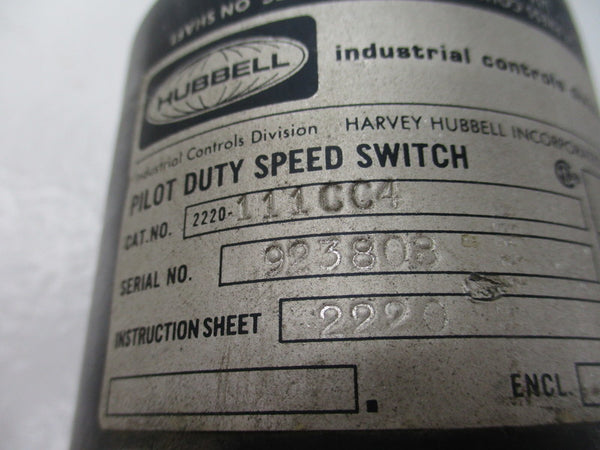 HUBBELL
industrial controls
Industrial Controls Division HARVEY HUBBELL INCORPORATED
PILOT DUTY SPEED SWITCH
CAT.NO. 2220-111CC4
SERIAL NO. 92380B
INSTRUCTION SHEET 2220
ENCL.